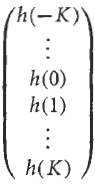 h(-K)
⋮
h(0)
h(1)
⋮
h(K)